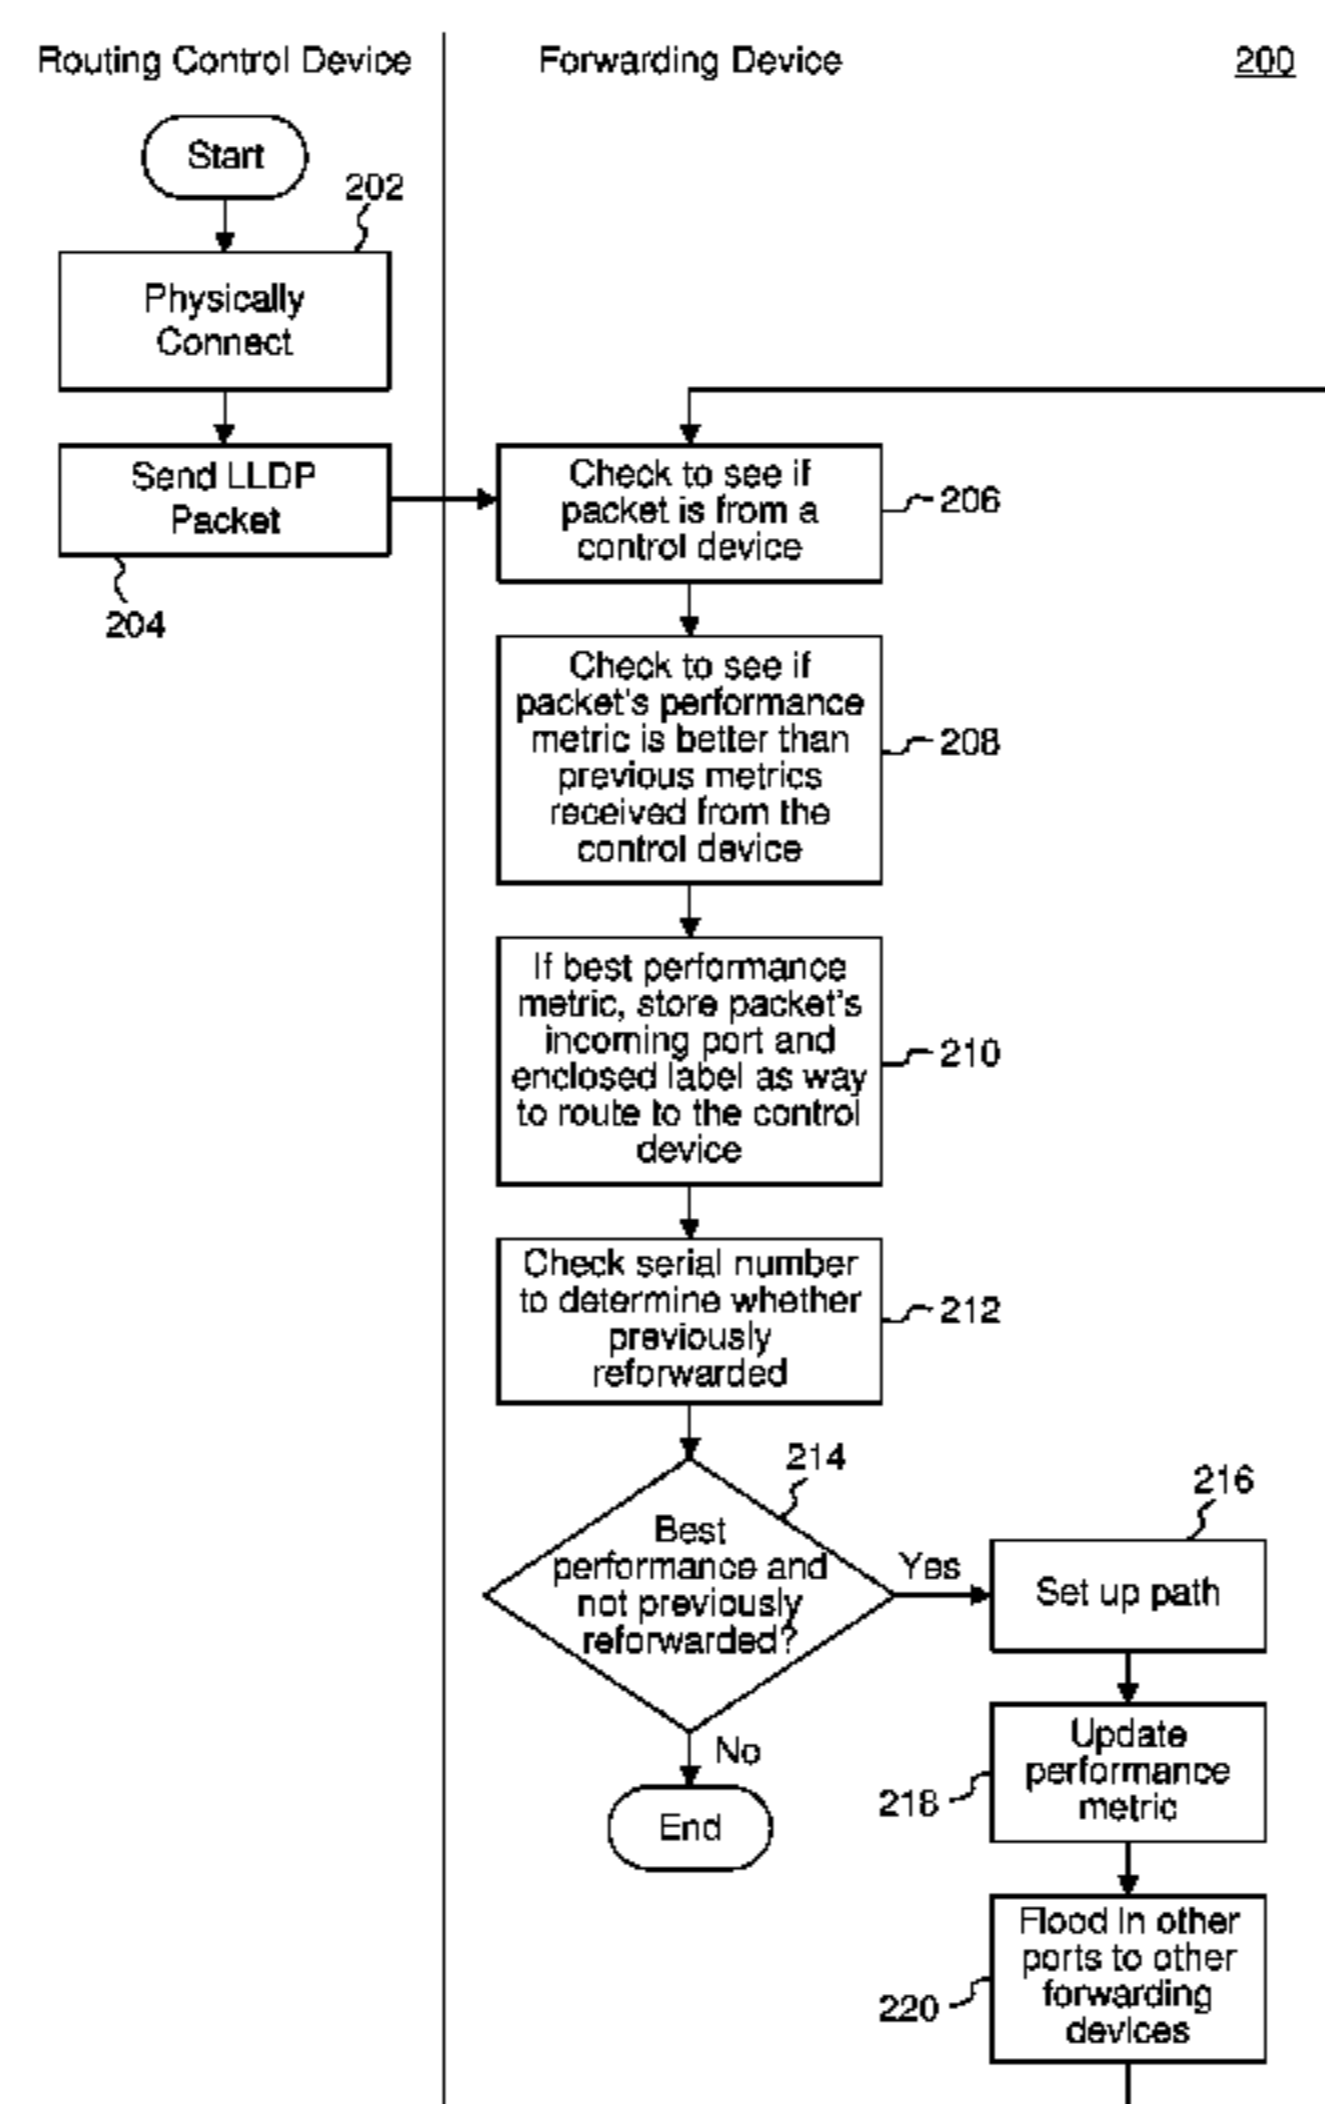 Routing Control Device
Forwarding Device
200
Start
202
Physically
Connect
Send LLDP
Packet
204
Check to see if
packet is from a
control device
206
Check to see if
packet's performance
metric is better than
previous metrics
received from the
control device
208
If best performance
metric, store packet's
incoming port and
enclosed label as way
to route to the control
device
210
Check serial number
to determine whether
previously
reforwarded
212
214
Best
performance and
not previously
reforwarded?
Yes
No
End
216
Set up path
Update
performance
metric
218
Flood in other
ports to other
forwarding
devices
220